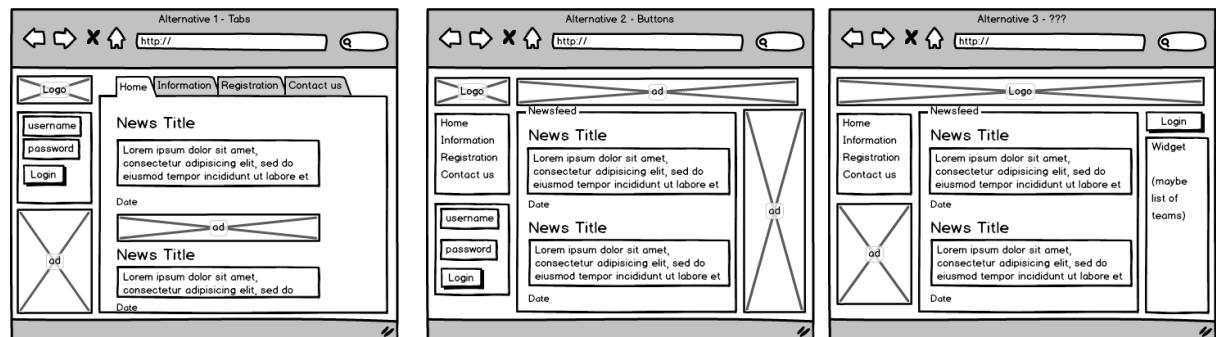 Alternative 1 - Tabs
http://
Logo
username
password
Login
ad
Home
Information
Registration
Contact us
News Title
Lorem ipsum dolor sit amet,
consectetur adipisicing elit, sed do
eiusmod tempor incididunt ut labore et
Date
ad
News Title
Lorem ipsum dolor sit amet,
consectetur adipisicing elit, sed do
Date
Alternative 2 - Buttons
http://
Logo
ad
Home
Information
Registration
Contact us
username
password
Login
Newsfeed
News Title
Lorem ipsum dolor sit amet,
consectetur adipisicing elit, sed do
eiusmod tempor incididunt ut labore et
Date
News Title
Lorem ipsum dolor sit amet,
consectetur adipisicing elit, sed do
eiusmod tempor incididunt ut labore et
Date
ad
Alternative 3 - ???
http://
Logo
Home
Information
Registration
Contact us
ad
Newsfeed
News Title
Lorem ipsum dolor sit amet,
consectetur adipisicing elit, sed do
eiusmod tempor incididunt ut labore et
Date
News Title
Lorem ipsum dolor sit amet,
consectetur adipisicing elit, sed do
eiusmod tempor incididunt ut labore et
Date
Login
Widget
(maybe
list of
teams)